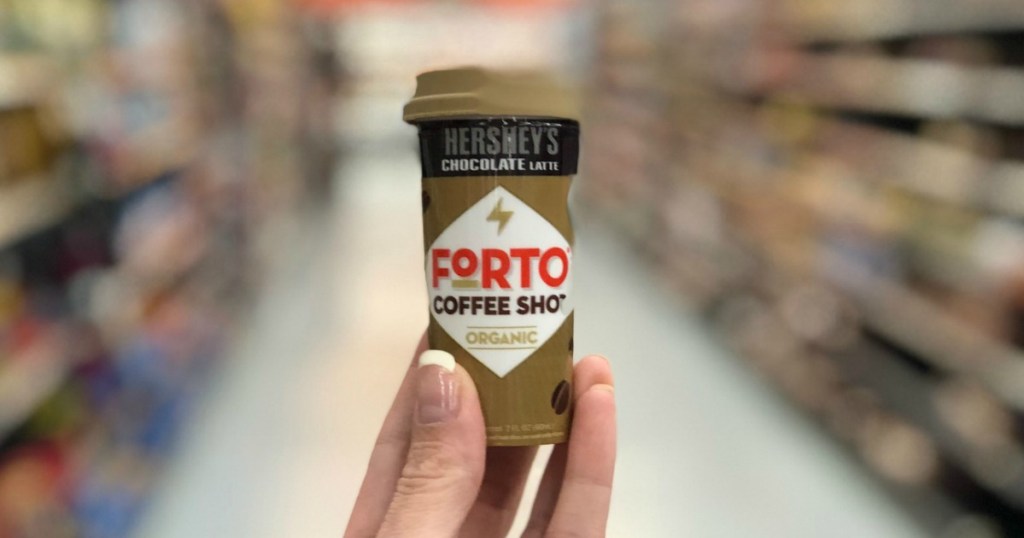 HERSHEY'S
CHOCOLATE LATTE
FORTO
COFFEE SHOT
ORGANIC